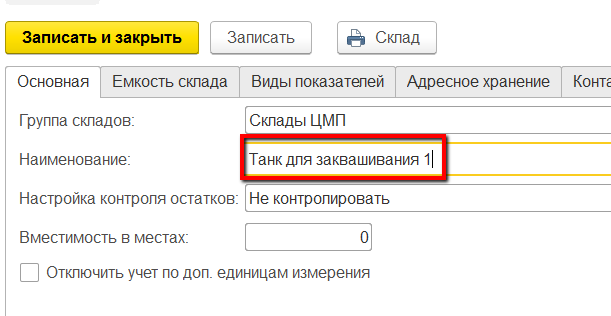 Записать и закрыть Записать Склад
Основная Емкость склада Виды показателей Адресное хранение Конта
Группа складов: Склады ЦМП
Наименование: Танк для заквашивания 1
Настройка контроля остатков: Не контролировать
Вместимость в местах: 0
Отключить учет по доп. единицам измерения